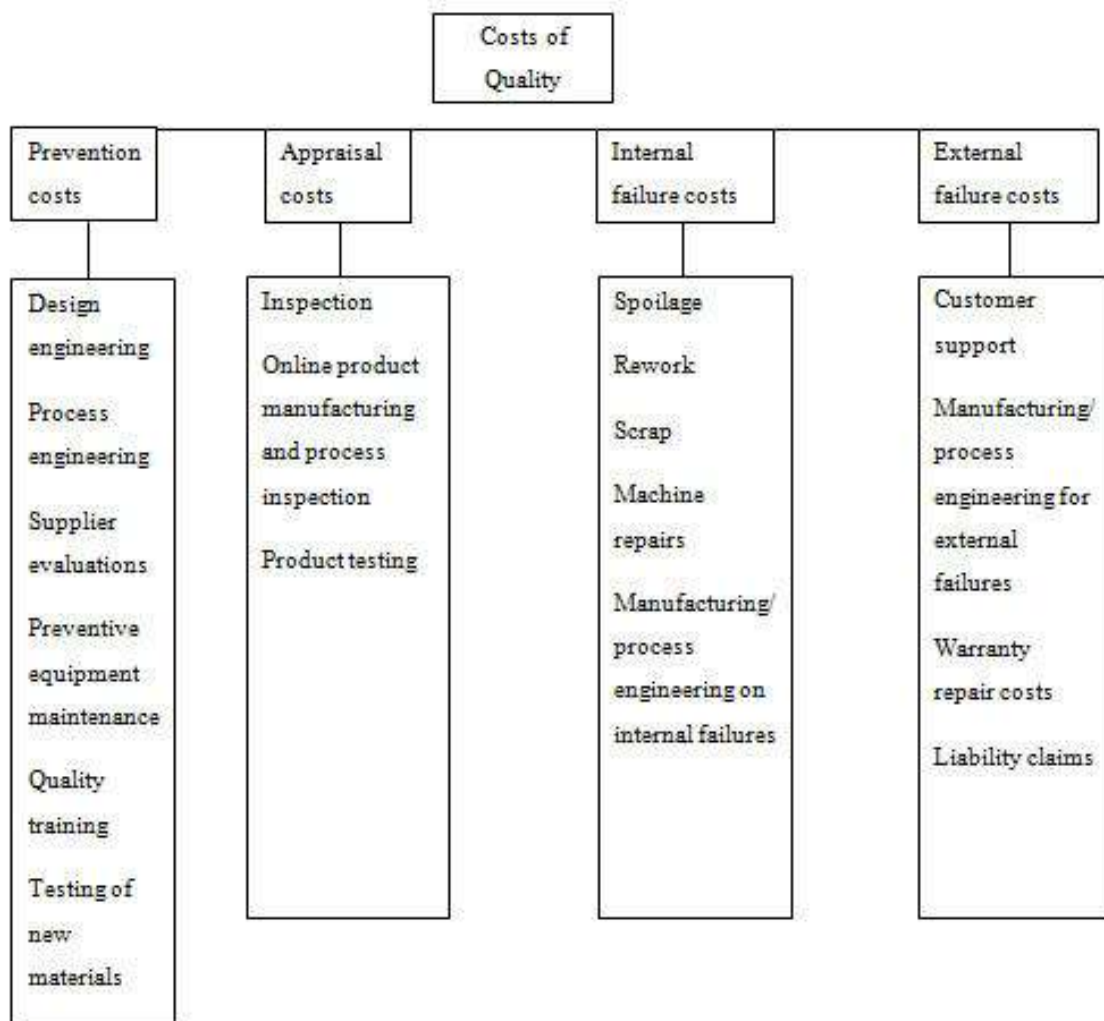 Costs of
Quality
Prevention
costs
Appraisal
costs
Internal
failure costs
External
failure costs
Design
engineering
Process
engineering
Supplier
evaluations
Preventive
equipment
maintenance
Quality
training
Testing of
new
materials
Inspection
Online product
manufacturing
and process
inspection
Product testing
Spoilage
Rework
Scrap
Machine
repairs
Manufacturing/
process
engineering on
internal failures
Customer
support
Manufacturing/
process
engineering for
external
failures
Warranty
repair costs
Liability claims